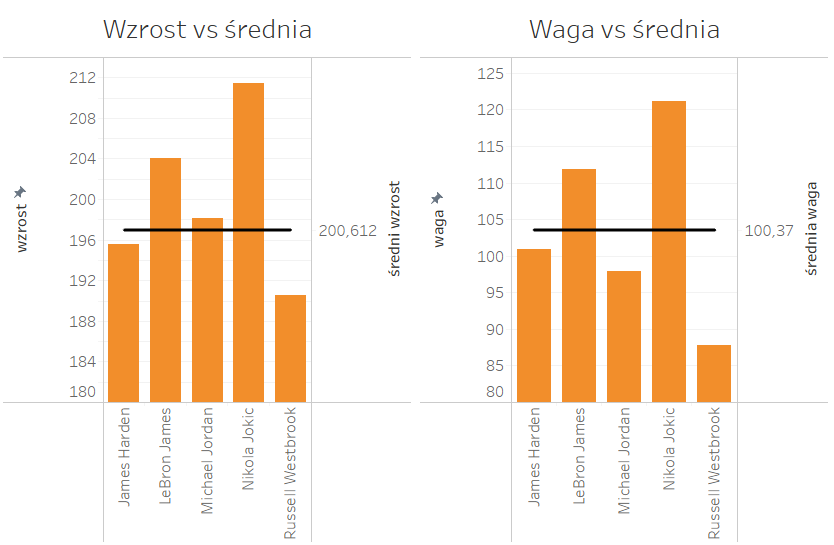 Wzrost vs średnia
wzrost
212
208
204
200
196
192
188
184
180
200,612
średni wzrost
James Harden
LeBron James
Michael Jordan
Nikola Jokic
Russell Westbrook
Waga vs średnia
waga
125
120
115
110
105
100
95
90
85
80
100,37
średnia waga
James Harden
LeBron James
Michael Jordan
Nikola Jokic
Russell Westbrook